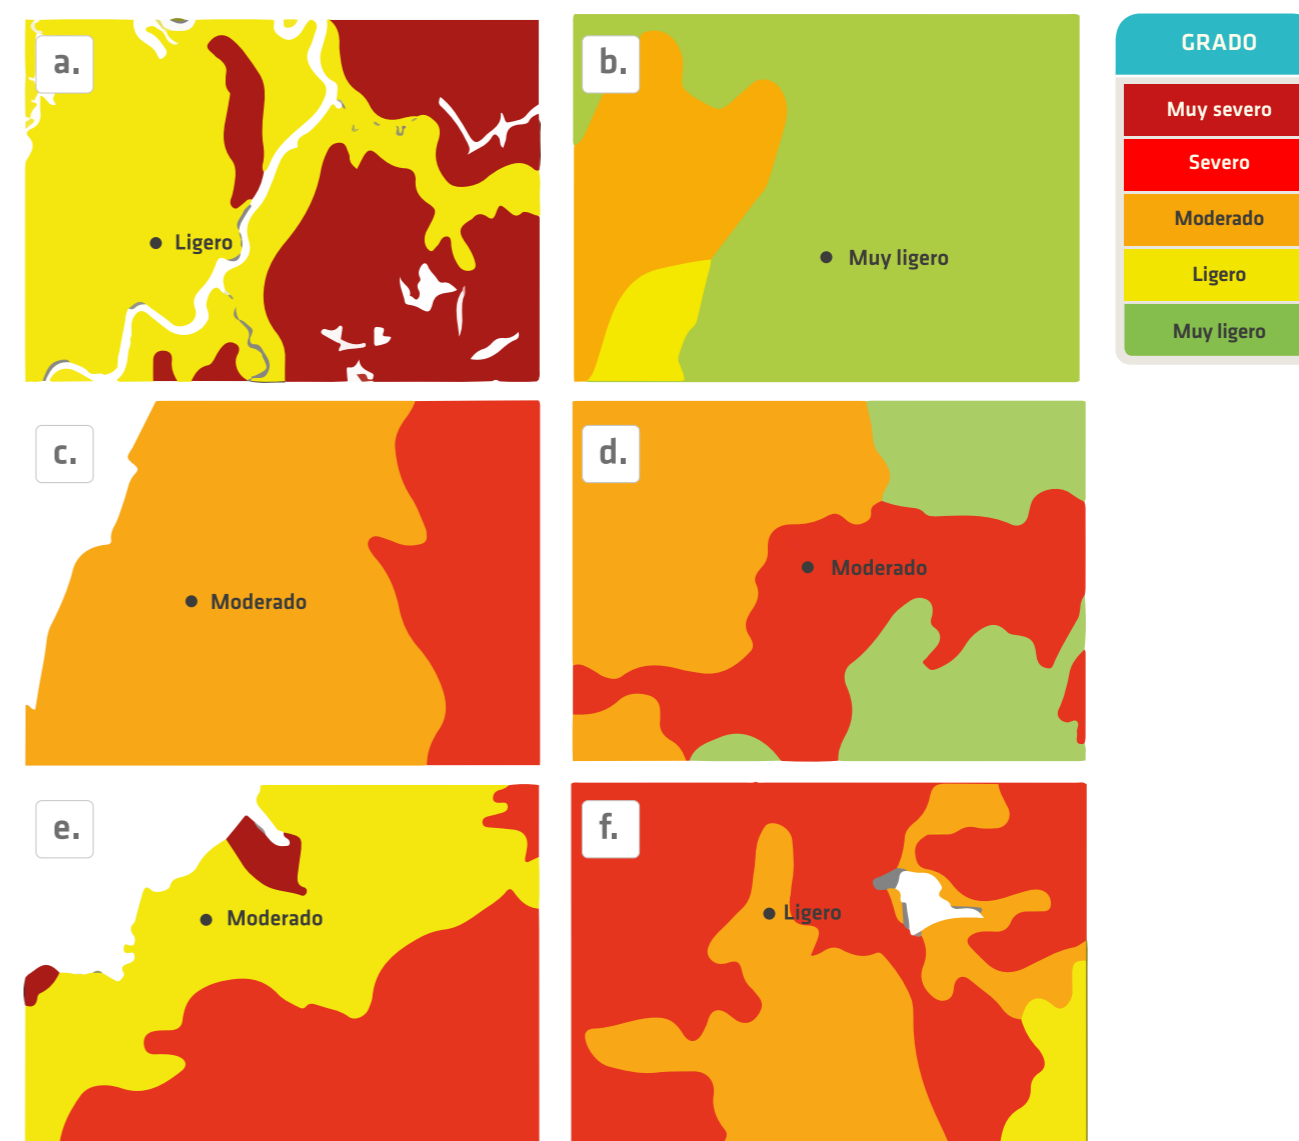 a.
Ligero
b.
Muy ligero
GRADO
Muy severo
Severo
Moderado
Ligero
Muy ligero
c.
Moderado
d.
Moderado
e.
Moderado
f.
Ligero